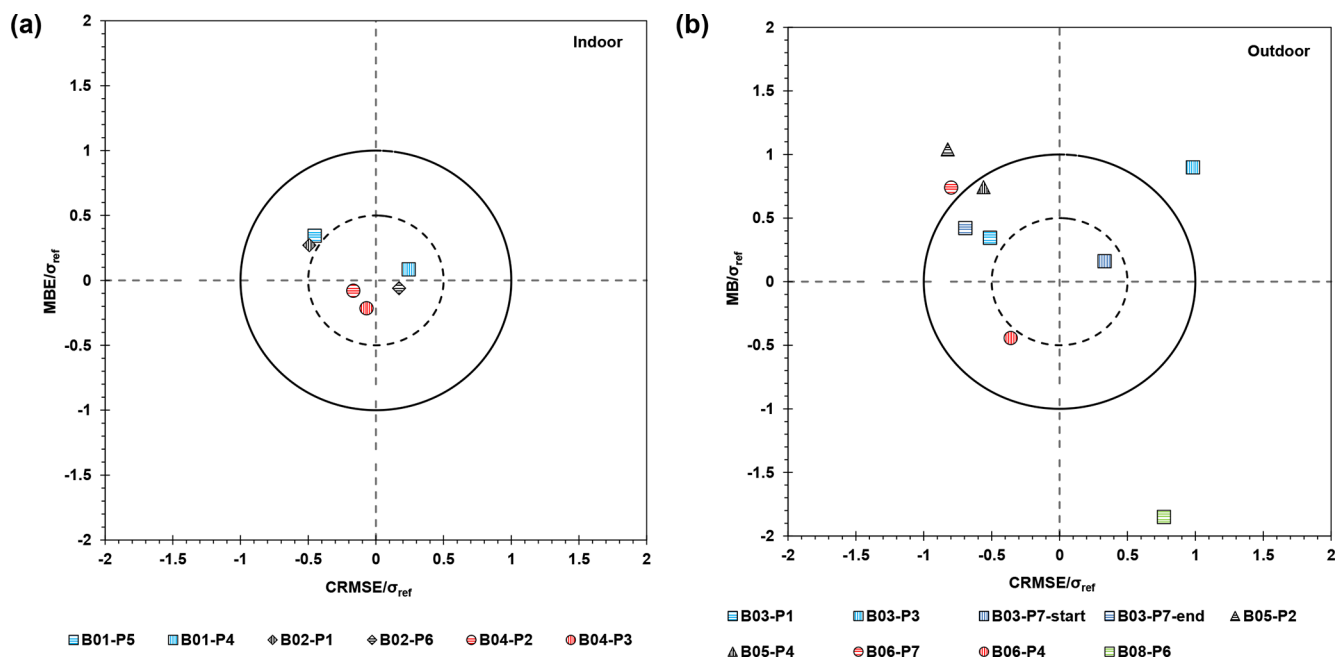 (a)
Indoor
2
1.5
1
0.5
0
-0.5
-1
-1.5
-2
MBE/σref
-2 -1.5 -1 -0.5 0 0.5 1 1.5 2
CRMSE/σref
B01-P5 B01-P4 B02-P1 B02-P6 B04-P2 B04-P3
(b)
Outdoor
2
1.5
1
0.5
0
-0.5
-1
-1.5
-2
MB/σref
-2 -1.5 -1 -0.5 0 0.5 1 1.5 2
CRMSE/σref
B03-P1 B03-P3 B03-P7-start B03-P7-end B05-P2
B05-P4 B06-P7 B06-P4 B08-P6